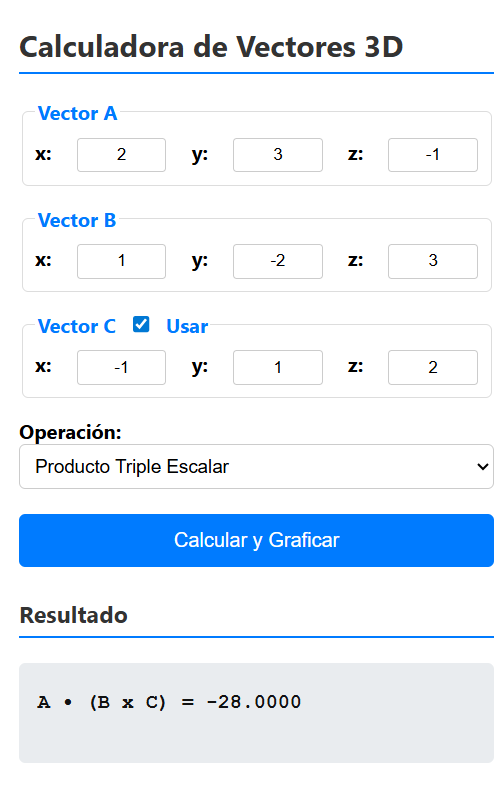 Calculadora de Vectores 3D
Vector A
x: 2 y: 3 z: -1
Vector B
x: 1 y: -2 z: 3
Vector C Usar
x: -1 y: 1 z: 2
Operación:
Producto Triple Escalar
Calcular y Graficar
Resultado
A • (B x C) = -28.0000